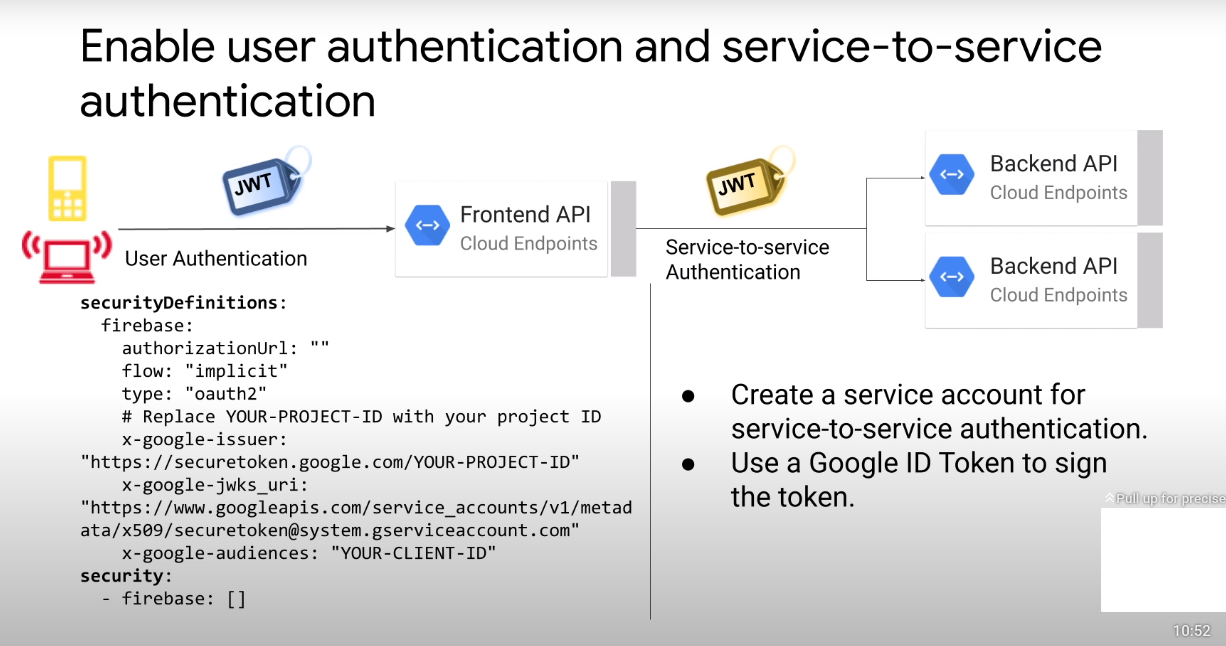 Enable user authentication and service-to-service
authentication
JWT
User Authentication
Frontend API
Cloud Endpoints
JWT
Service-to-service
Authentication
Backend API
Cloud Endpoints
Backend API
Cloud Endpoints
securityDefinitions:
firebase:
authorizationUrl: ""
flow: "implicit"
type: "oauth2"
# Replace YOUR-PROJECT-ID with your project ID
x-google-issuer:
"https://securetoken.google.com/YOUR-PROJECT-ID"
x-google-jwks_uri:
"https://www.googleapis.com/service_accounts/v1/metad
ata/x509/securetoken@system.gserviceaccount.com"
x-google-audiences: "YOUR-CLIENT-ID"
security:
- firebase: []
● Create a service account for
service-to-service authentication.
● Use a Google ID Token to sign
the token.
Pull up for precise
10:52